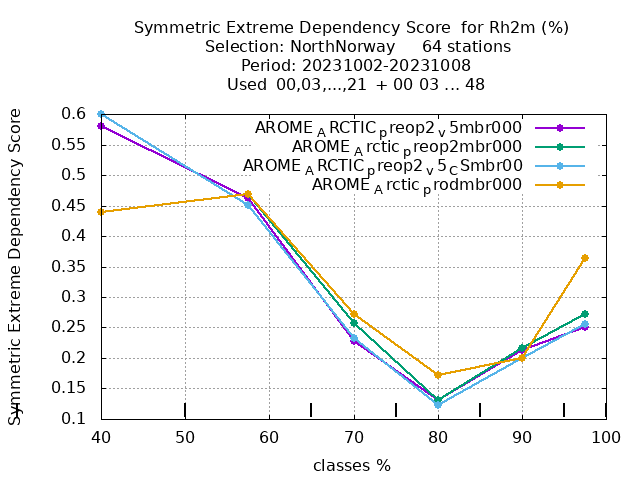 Symmetric Extreme Dependency Score for Rh2m (%)
Selection: NorthNorway 64 stations
Period: 20231002-20231008
Used 00,03,...,21 + 00 03 ... 48
AROME_ARCTIC_preop2_v5mbr000
AROME_Arctic_preop2mbr000
AROME_ARCTIC_preop2_v5_CSmbr00
AROME_Arctic_prodmbr000
Symmetric Extreme Dependency Score
0.6
0.55
0.5
0.45
0.4
0.35
0.3
0.25
0.2
0.15
0.1
40 50 60 70 80 90 100
classes %